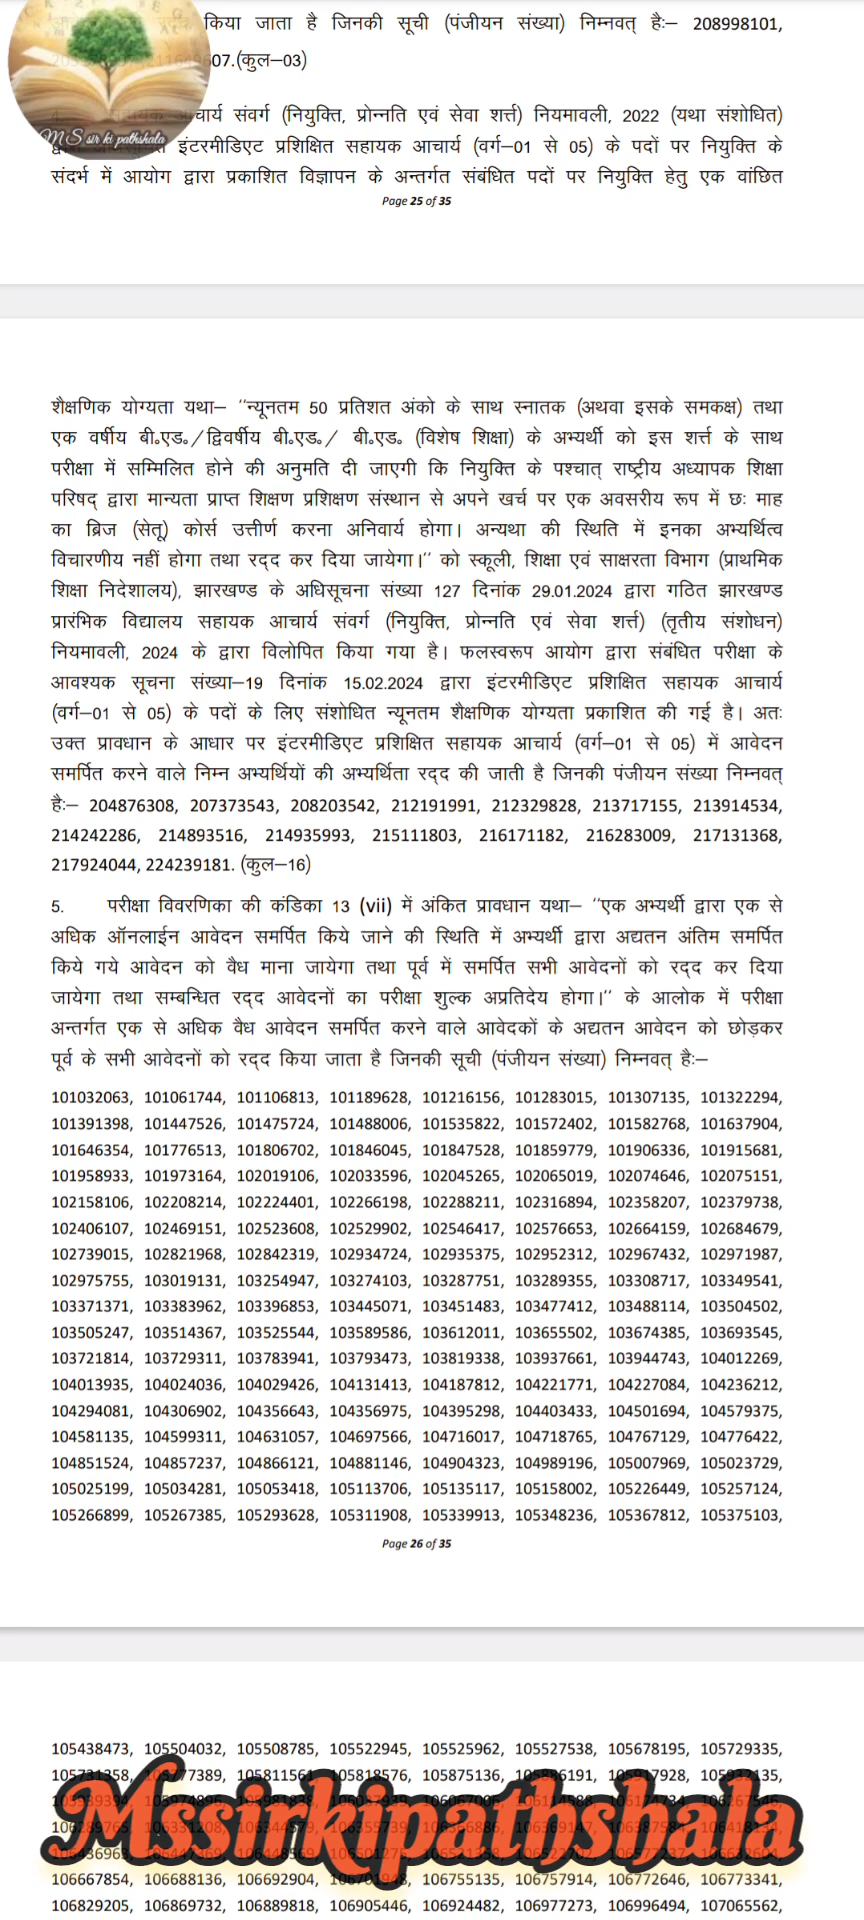 किया जाता है जिनकी सूची (पंजीयन संख्या) निम्नवत् हैः— 208998101,
607.(कुल—03)
चार्य संवर्ग (नियुक्ति, प्रोन्नति एवं सेवा शर्त्त) नियमावली, 2022 (यथा संशोधित)
MS sir ki pathshala
इंटरमीडिएट प्रशिक्षित सहायक आचार्य (वर्ग—01 से 05) के पदों पर नियुक्ति के
संदर्भ में आयोग द्वारा प्रकाशित विज्ञापन के अन्तर्गत संबंधित पदों पर नियुक्ति हेतु एक वांछित
Page 25 of 35
शैक्षणिक योग्यता यथा— ‘‘न्यूनतम 50 प्रतिशत अंको के साथ स्नातक (अथवा इसके समकक्ष) तथा
एक वर्षीय बी०एड०/द्विवर्षीय बी०एड०/ बी०एड० (विशेष शिक्षा) के अभ्यर्थी को इस शर्त्त के साथ
परीक्षा में सम्मिलित होने की अनुमति दी जाएगी कि नियुक्ति के पश्चात् राष्ट्रीय अध्यापक शिक्षा
परिषद् द्वारा मान्यता प्राप्त शिक्षण प्रशिक्षण संस्थान से अपने खर्च पर एक अवसरीय रूप में छः माह
का ब्रिज (सेतू) कोर्स उत्तीर्ण करना अनिवार्य होगा। अन्यथा की स्थिति में इनका अभ्यर्थित्व
विचारणीय नहीं होगा तथा रद्द कर दिया जायेगा।’’ को स्कूली, शिक्षा एवं साक्षरता विभाग (प्राथमिक
शिक्षा निदेशालय), झारखण्ड के अधिसूचना संख्या 127 दिनांक 29.01.2024 द्वारा गठित झारखण्ड
प्रारंभिक विद्यालय सहायक आचार्य संवर्ग (नियुक्ति, प्रोन्नति एवं सेवा शर्त्त) (तृतीय संशोधन)
नियमावली, 2024 के द्वारा विलोपित किया गया है। फलस्वरूप आयोग द्वारा संबंधित परीक्षा के
आवश्यक सूचना संख्या—19 दिनांक 15.02.2024 द्वारा इंटरमीडिएट प्रशिक्षित सहायक आचार्य
(वर्ग—01 से 05) के पदों के लिए संशोधित न्यूनतम शैक्षणिक योग्यता प्रकाशित की गई है। अतः
उक्त प्रावधान के आधार पर इंटरमीडिएट प्रशिक्षित सहायक आचार्य (वर्ग—01 से 05) में आवेदन
समर्पित करने वाले निम्न अभ्यर्थियों की अभ्यर्थिता रद्द की जाती है जिनकी पंजीयन संख्या निम्नवत्
हैः— 204876308, 207373543, 208203542, 212191991, 212329828, 213717155, 213914534,
214242286, 214893516, 214935993, 215111803, 216171182, 216283009, 217131368,
217924044, 224239181. (कुल—16)
5. परीक्षा विवरणिका की कंडिका 13 (vii) में अंकित प्रावधान यथा— ‘‘एक अभ्यर्थी द्वारा एक से
अधिक ऑनलाईन आवेदन समर्पित किये जाने की स्थिति में अभ्यर्थी द्वारा अद्यतन अंतिम समर्पित
किये गये आवेदन को वैध माना जायेगा तथा पूर्व में समर्पित सभी आवेदनों को रद्द कर दिया
जायेगा तथा सम्बन्धित रद्द आवेदनों का परीक्षा शुल्क अप्रतिदेय होगा।’’ के आलोक में परीक्षा
अन्तर्गत एक से अधिक वैध आवेदन समर्पित करने वाले आवेदकों के अद्यतन आवेदन को छोड़कर
पूर्व के सभी आवेदनों को रद्द किया जाता है जिनकी सूची (पंजीयन संख्या) निम्नवत् हैः—
101032063, 101061744, 101106813, 101189628, 101216156, 101283015, 101307135, 101322294,
101391398, 101447526, 101475724, 101488006, 101535822, 101572402, 101582768, 101637904,
101646354, 101776513, 101806702, 101846045, 101847528, 101859779, 101906336, 101915681,
101958933, 101973164, 102019106, 102033596, 102045265, 102065019, 102074646, 102075151,
102158106, 102208214, 102224401, 102266198, 102288211, 102316894, 102358207, 102379738,
102406107, 102469151, 102523608, 102529902, 102546417, 102576653, 102664159, 102684679,
102739015, 102821968, 102842319, 102934724, 102935375, 102952312, 102967432, 102971987,
102975755, 103019131, 103254947, 103274103, 103287751, 103289355, 103308717, 103349541,
103371371, 103383962, 103396853, 103445071, 103451483, 103477412, 103488114, 103504502,
103505247, 103514367, 103525544, 103589586, 103612011, 103655502, 103674385, 103693545,
103721814, 103729311, 103783941, 103793473, 103819338, 103937661, 103944743, 104012269,
104013935, 104024036, 104029426, 104131413, 104187812, 104221771, 104227084, 104236212,
104294081, 104306902, 104356643, 104356975, 104395298, 104403433, 104501694, 104579375,
104581135, 104599311, 104631057, 104697566, 104716017, 104718765, 104767129, 104776422,
104851524, 104857237, 104866121, 104881146, 104904323, 104989196, 105007969, 105023729,
105025199, 105034281, 105053418, 105113706, 105135117, 105158002, 105226449, 105257124,
105266899, 105267385, 105293628, 105311908, 105339913, 105348236, 105367812, 105375103,
Page 26 of 35
105438473, 105504032, 105508785, 105522945, 105525962, 105527538, 105678195, 105729335,
105811561, 105818576, 105875136,
Mssirkipathshala
106667854, 106688136, 106692904, 106755135, 106757914, 106772646, 106773341,
106829205, 106869732, 106889818, 106905446, 106924482, 106977273, 106996494, 107065562,